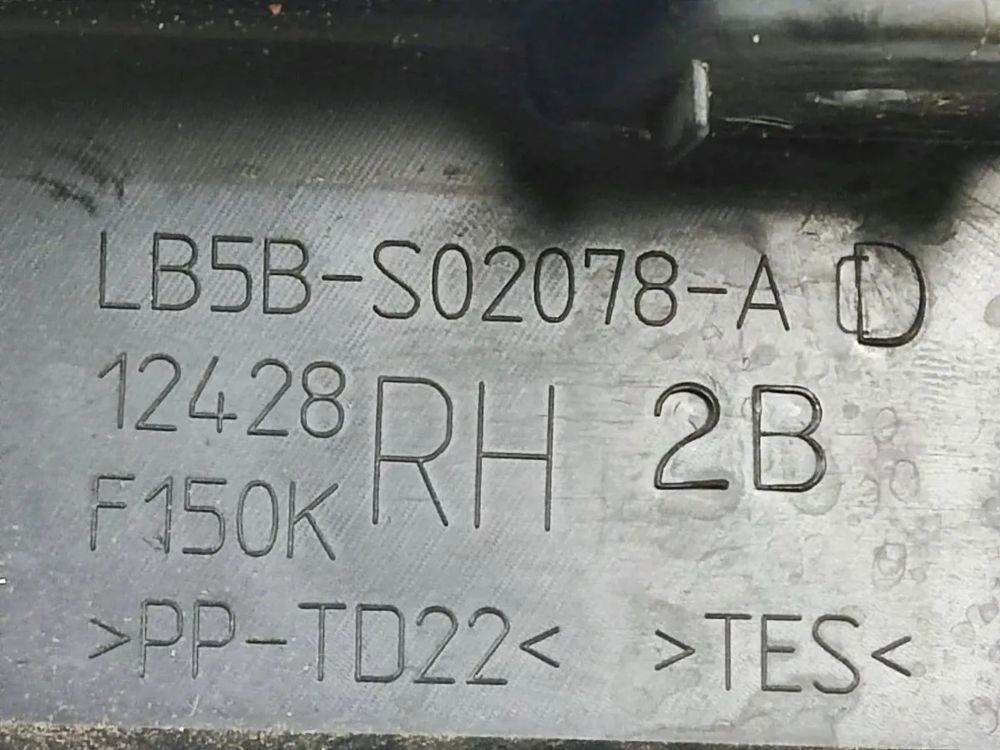 LB5B-S02078-A D
12428
RH 2B
F150K
>PP-TD22< >TES<